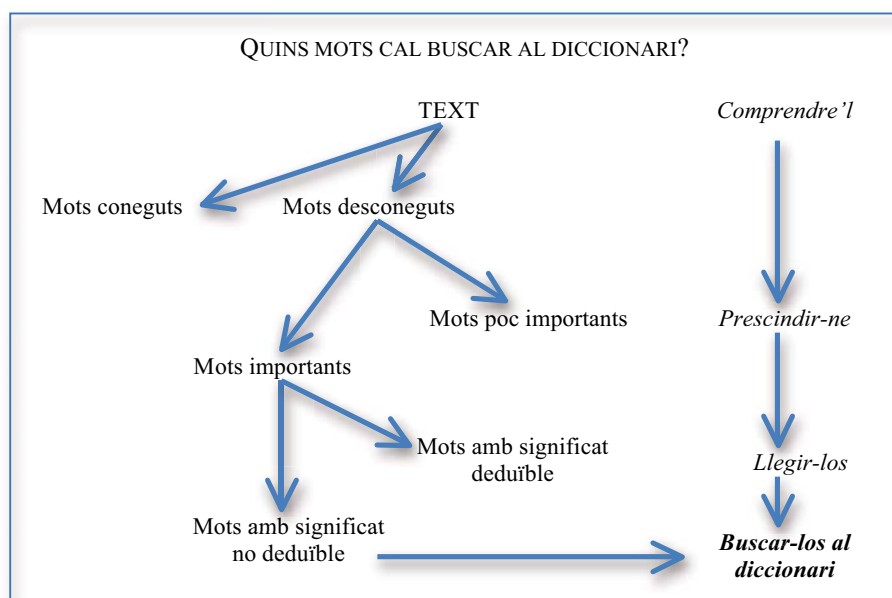 QUINS MOTS CAL BUSCAR AL DICCIONARI?
TEXT
Comprendre’l
Mots coneguts
Mots desconeguts
Mots poc importants
Prescindir-ne
Mots importants
Mots amb significat
deduïble
Llegir-los
Mots amb significat
no deduïble
Buscar-los al
diccionari